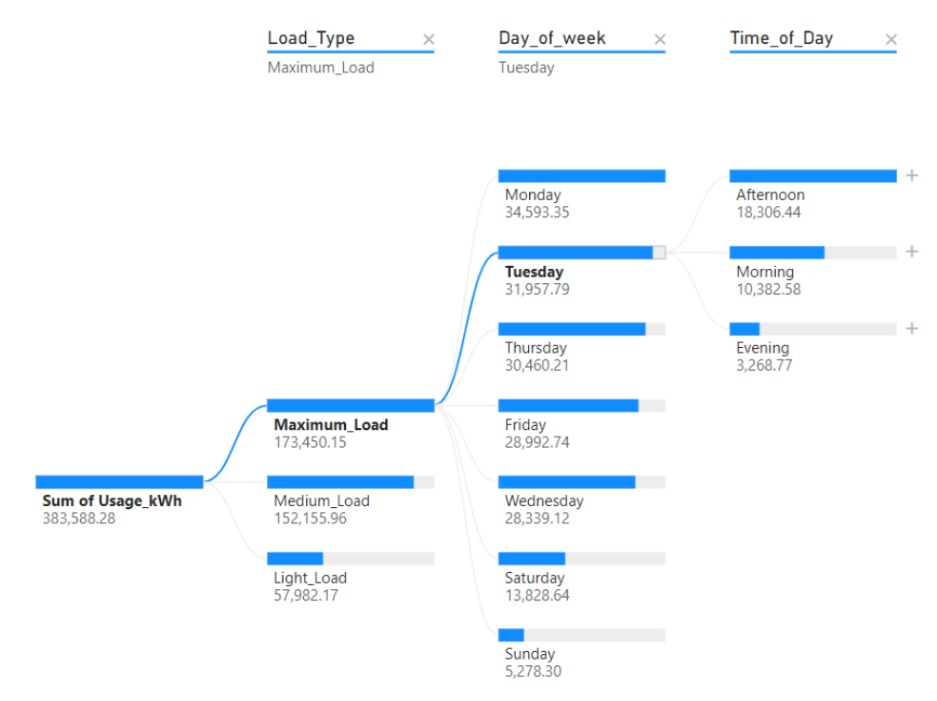 Load_Type ×
Maximum_Load
Day_of_week ×
Tuesday
Time_of_Day ×
Sum of Usage_kWh
383,588.28
Maximum_Load
173,450.15
Medium_Load
152,155.96
Light_Load
57,982.17
Monday
34,593.35
Tuesday
31,957.79
Thursday
30,460.21
Friday
28,992.74
Wednesday
28,339.12
Saturday
13,828.64
Sunday
5,278.30
Afternoon
18,306.44
Morning
10,382.58
Evening
3,268.77